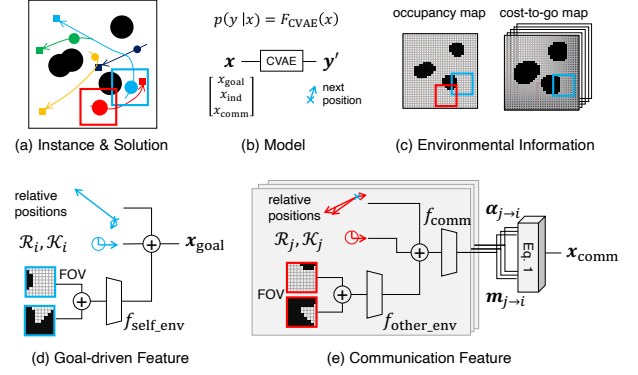 p(y |x) = F_CVAE(x)
x CVAE y′
[x_goal
x_ind
x_comm]
next
position
occupancy map
cost-to-go map
(a) Instance & Solution
(b) Model
(c) Environmental Information
relative
positions
ℛ_i, 𝒦_i
FOV
f_self_env
x_goal
(d) Goal-driven Feature
relative
positions
ℛ_j, 𝒦_j
FOV
f_other_env
f_comm
α_j→i
m_j→i
Eq. 1
x_comm
(e) Communication Feature